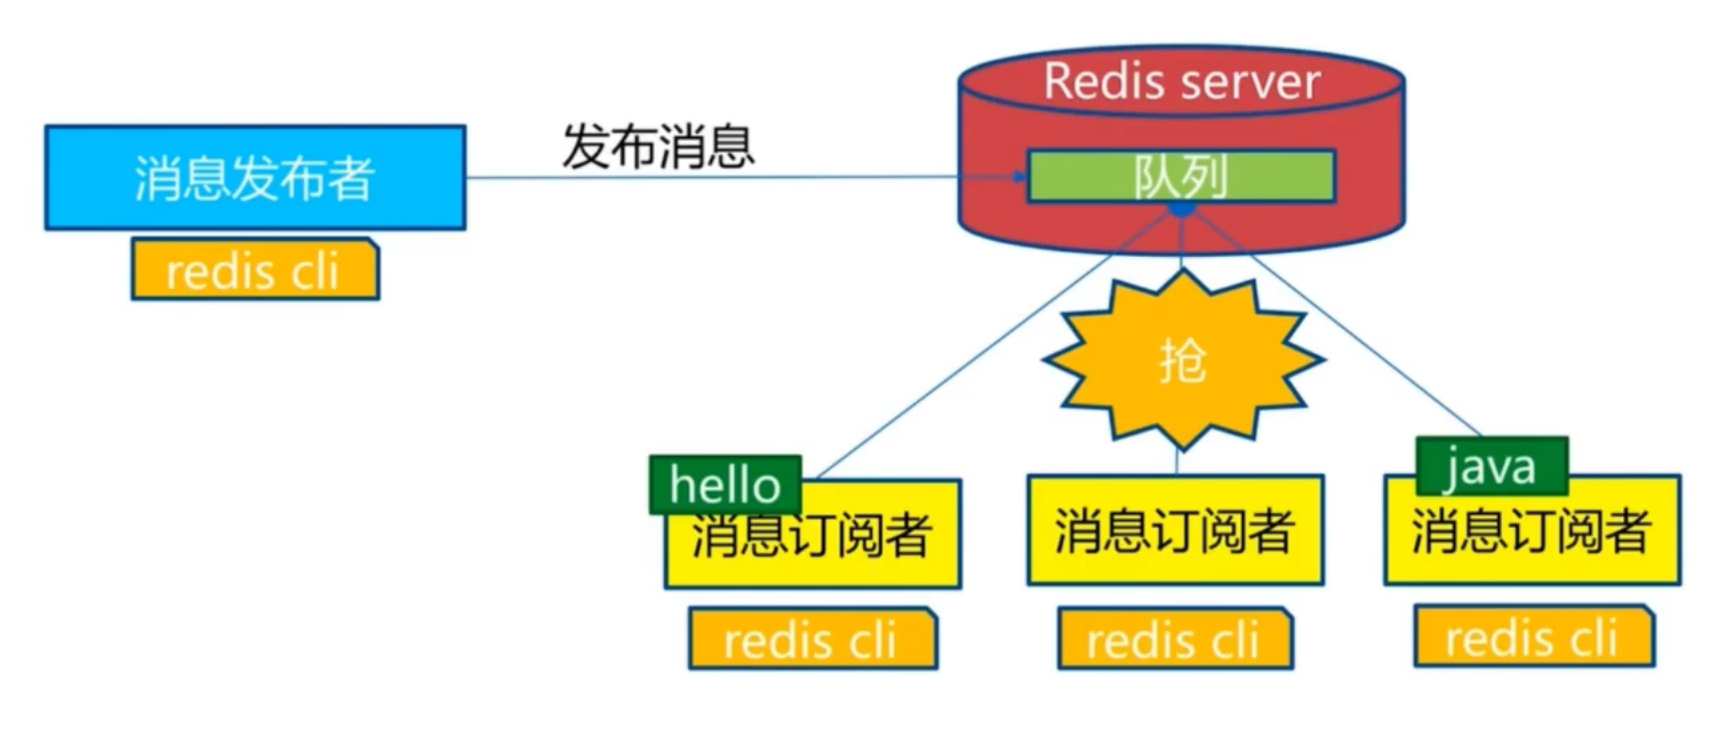 Redis server
发布消息
消息发布者
队列
redis cli
抢
hello
java
消息订阅者
消息订阅者
消息订阅者
redis cli
redis cli
redis cli